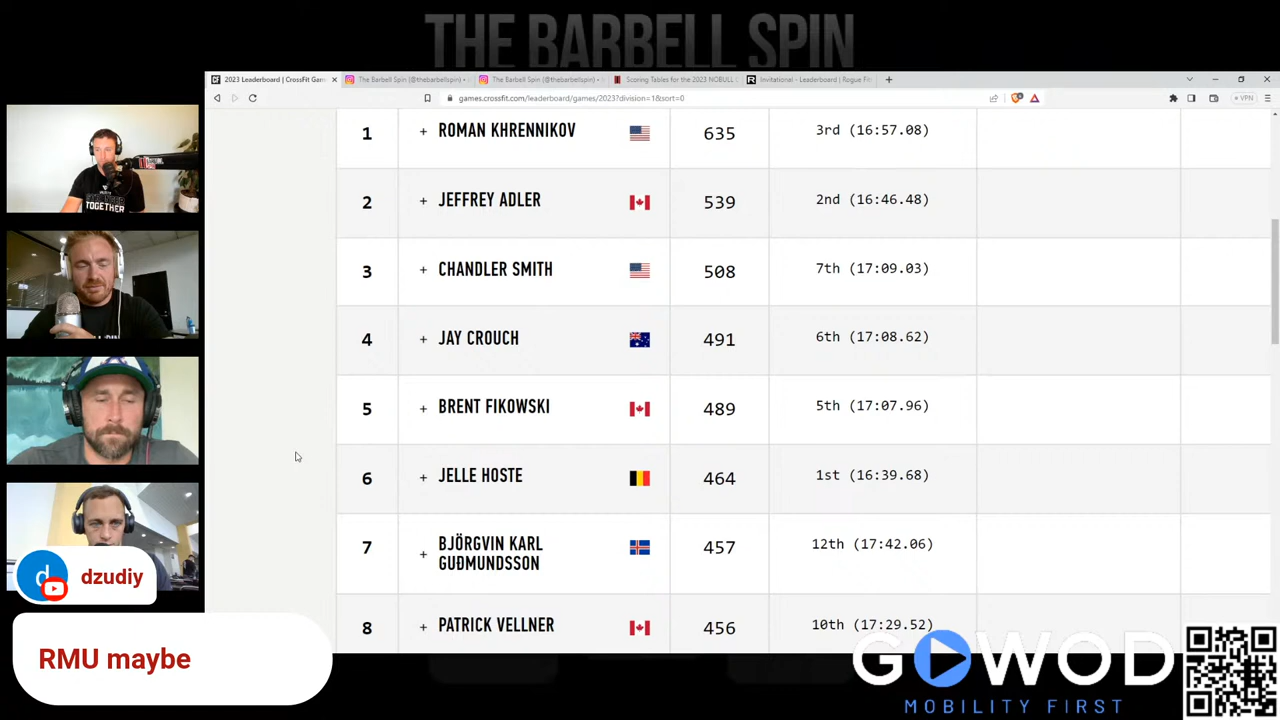 THE BARBELL SPIN
2023 Leaderboard | CrossFit Gam
The Barbell Spin (@thebarbellspin) •
The Barbell Spin (@thebarbellspin) •
Scoring Tables for the 2023 NOBULL
Invitational - Leaderboard | Rogue Fi
games.crossfit.com/leaderboard/games/2023?division=1&sort=0
VPN
1 + ROMAN KHRENNIKOV 635 3rd (16:57.08)
2 + JEFFREY ADLER 539 2nd (16:46.48)
3 + CHANDLER SMITH 508 7th (17:09.03)
4 + JAY CROUCH 491 6th (17:08.62)
5 + BRENT FIKOWSKI 489 5th (17:07.96)
6 + JELLE HOSTE 464 1st (16:39.68)
7 + BJÖRGVIN KARL 457 12th (17:42.06)
GUÐMUNDSSON
8 + PATRICK VELLNER 456 10th (17:29.52)
d dzudiy
RMU maybe
GOWOD
MOBILITY FIRST